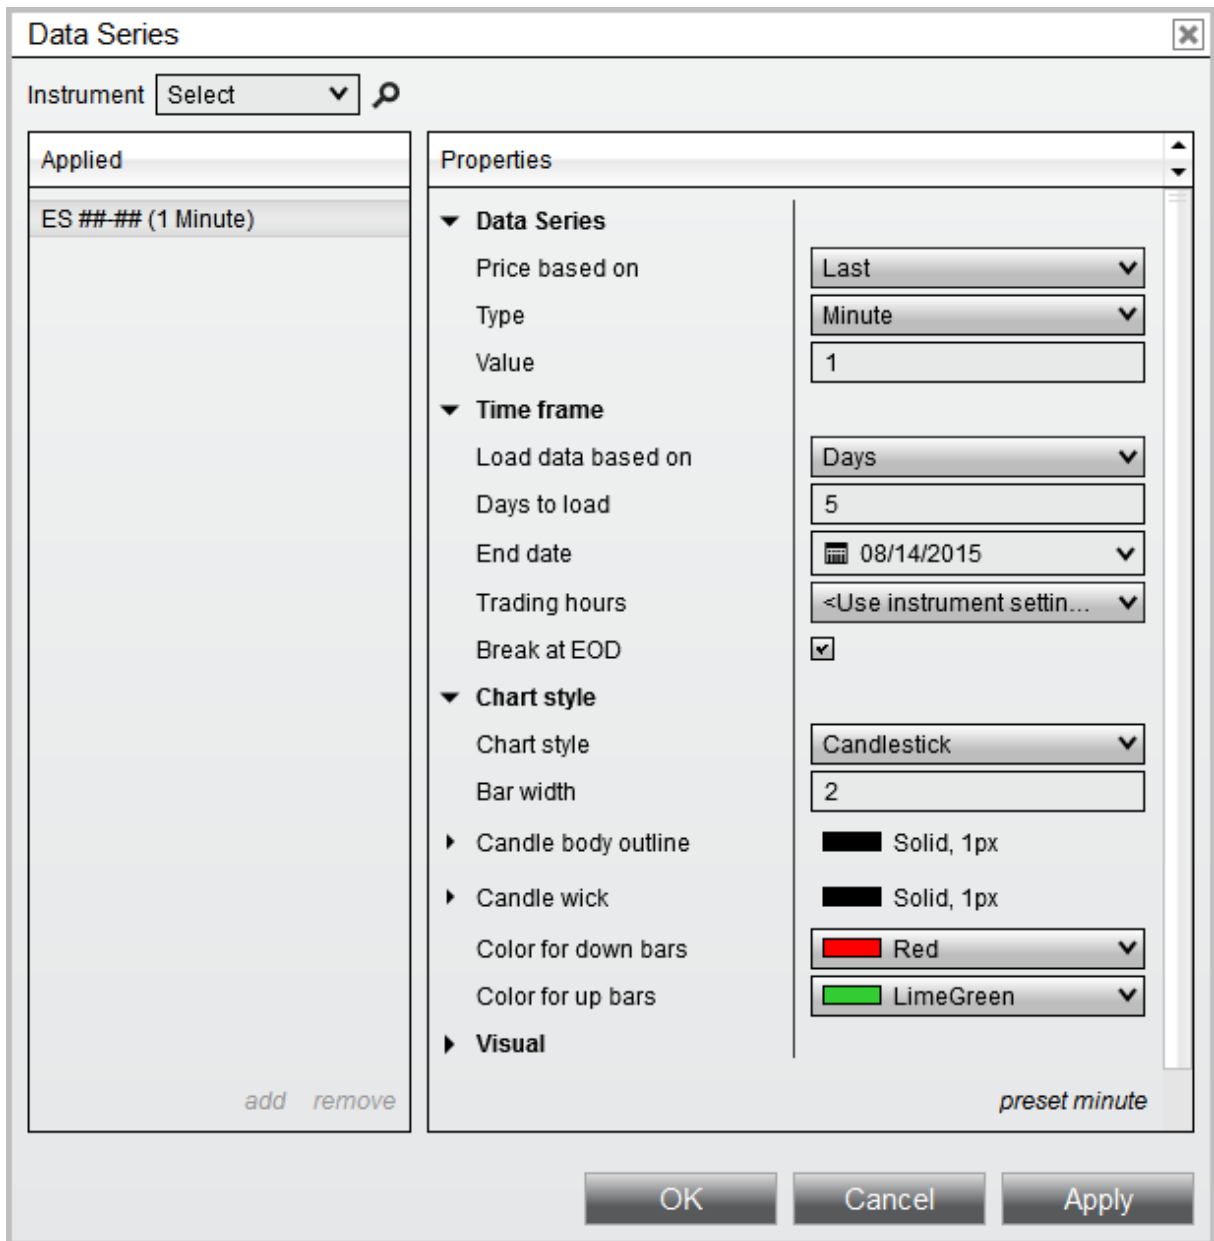 Data Series
Instrument Select
Applied
ES ##-## (1 Minute)
add remove
Properties
Data Series
Price based on Last
Type Minute
Value 1
Time frame
Load data based on Days
Days to load 5
End date 08/14/2015
Trading hours <Use instrument settin...
Break at EOD
Chart style
Chart style Candlestick
Bar width 2
Candle body outline Solid, 1px
Candle wick Solid, 1px
Color for down bars Red
Color for up bars LimeGreen
Visual
preset minute
OK Cancel Apply